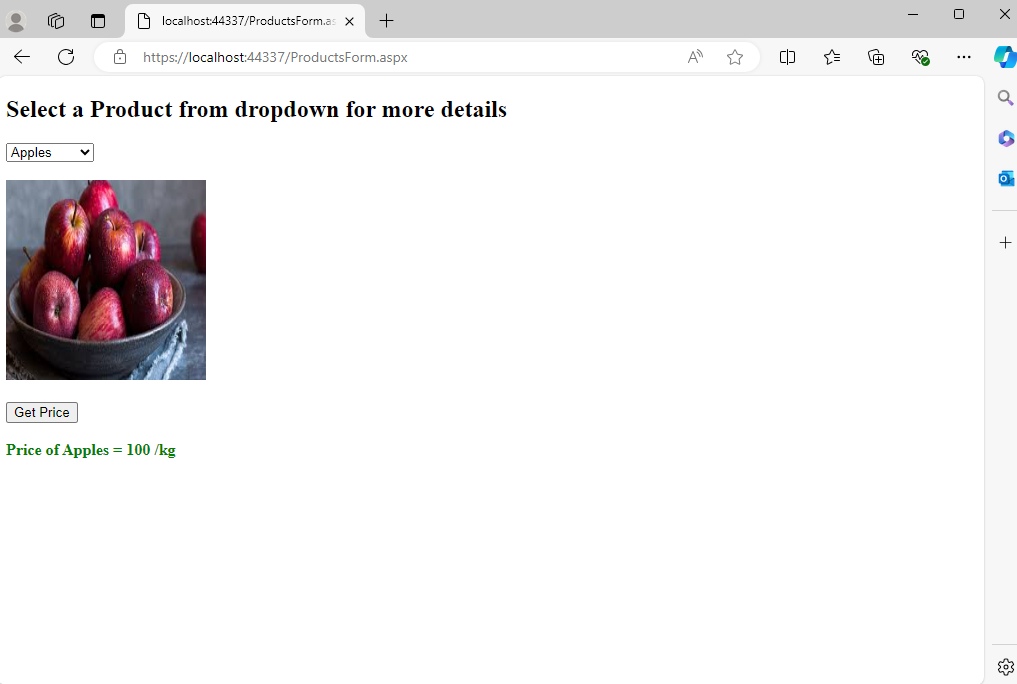 localhost:44337/ProductsForm.as
https://localhost:44337/ProductsForm.aspx
Select a Product from dropdown for more details
Apples
Get Price
Price of Apples = 100 /kg